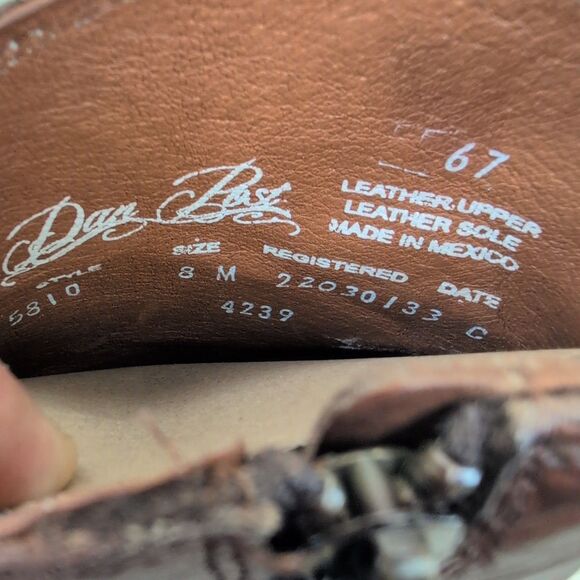 67
Dan Post
LEATHER UPPER
LEATHER SOLE
MADE IN MEXICO
STYLE SIZE REGISTERED DATE
5810 8 M 22030133 C
4239